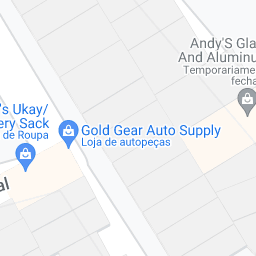 Andy'S Gla
And Aluminu
Temporariame
fecha
's Ukay/
ery Sack
de Roupa
Gold Gear Auto Supply
Loja de autopeças
al